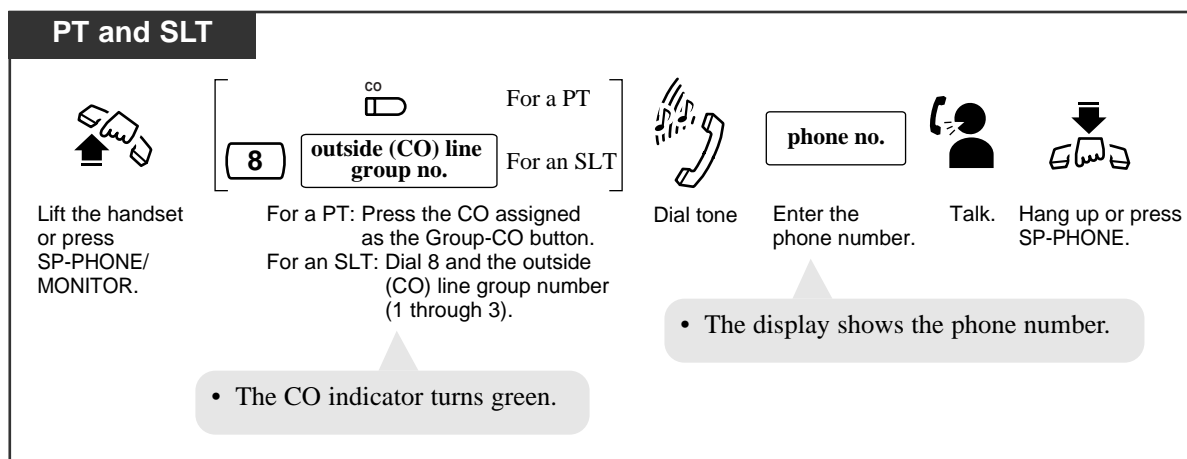 PT and SLT
CO
For a PT
8
outside (CO) line
group no.
For an SLT
phone no.
Lift the handset
or press
SP-PHONE/
MONITOR.
For a PT: Press the CO assigned
as the Group-CO button.
For an SLT: Dial 8 and the outside
(CO) line group number
(1 through 3).
Dial tone
Enter the
phone number.
Talk.
Hang up or press
SP-PHONE.
• The display shows the phone number.
• The CO indicator turns green.